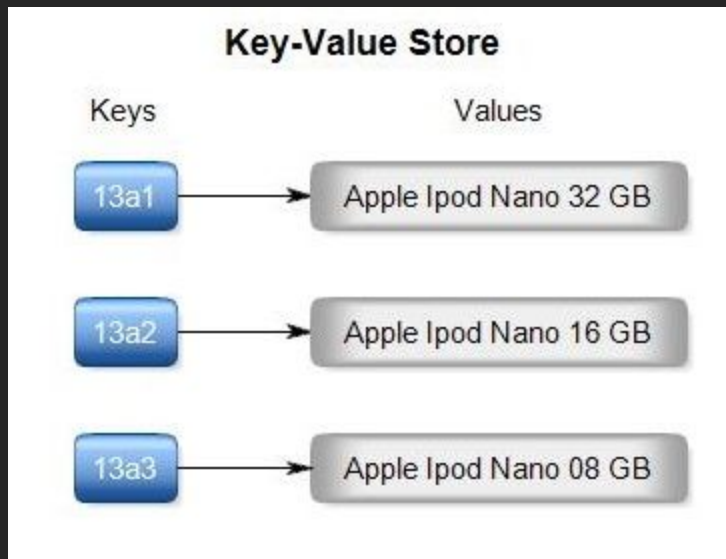 Key-Value Store
Keys Values
13a1 Apple Ipod Nano 32 GB
13a2 Apple Ipod Nano 16 GB
13a3 Apple Ipod Nano 08 GB